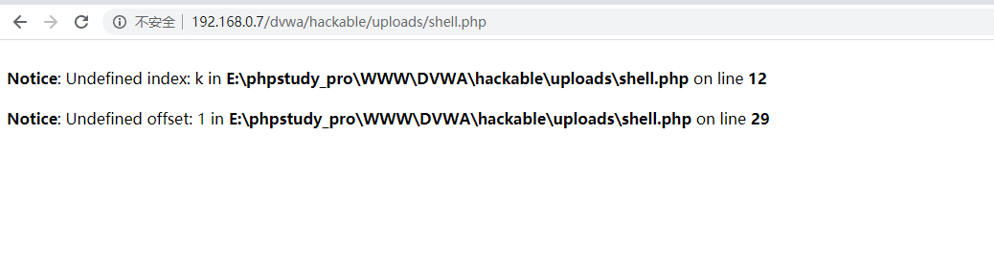 不安全 192.168.0.7/dvwa/hackable/uploads/shell.php
Notice: Undefined index: k in E:\phpstudy_pro\WWW\DVWA\hackable\uploads\shell.php on line 12
Notice: Undefined offset: 1 in E:\phpstudy_pro\WWW\DVWA\hackable\uploads\shell.php on line 29